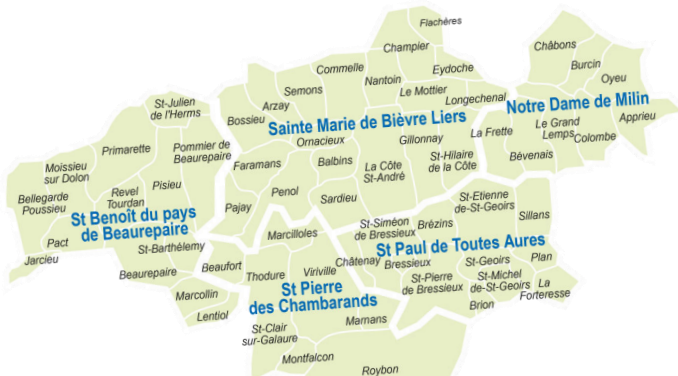 Flachères
Champier
Châbons
Burcin
Oyeu
Commelle
Nantoin
Eydoche
Semons
Le Mottier
Longechenal
Notre Dame de Milin
Apprieu
St-Julien
de l'Herms
Arzay
Bossieu
Sainte Marie de Bièvre Liers
La Frette
Le Grand
Lemps
Colombe
Bévenais
Primarette
Pommier de
Beaurepaire
Ornacieux
Gillonnay
Faramans
Balbins
La Côte
St-André
St-Hilaire
de la Côte
Moissieu
sur Dolon
Pisieu
Revel
Tourdan
Bellegarde
Poussieu
Penol
Sardieu
Pajay
St-Etienne
de-St-Geoirs
Sillans
St Benoît du pays
de Beaurepaire
Marcilloles
St-Siméon
de Bressieux
Brézins
St Paul de Toutes Aures
Pact
Jarcieu
St-Barthélemy
Beaurepaire
Beaufort
Thodure
Viriville
Châtenay
Bressieux
St-Geoirs
Plan
St-Pierre
de Bressieux
St-Michel
de-St-Geoirs
La
Forteresse
Brion
Marcollin
Lentiol
St Pierre
des Chambarands
St-Clair
sur-Galaure
Marnans
Montfalcon
Roybon